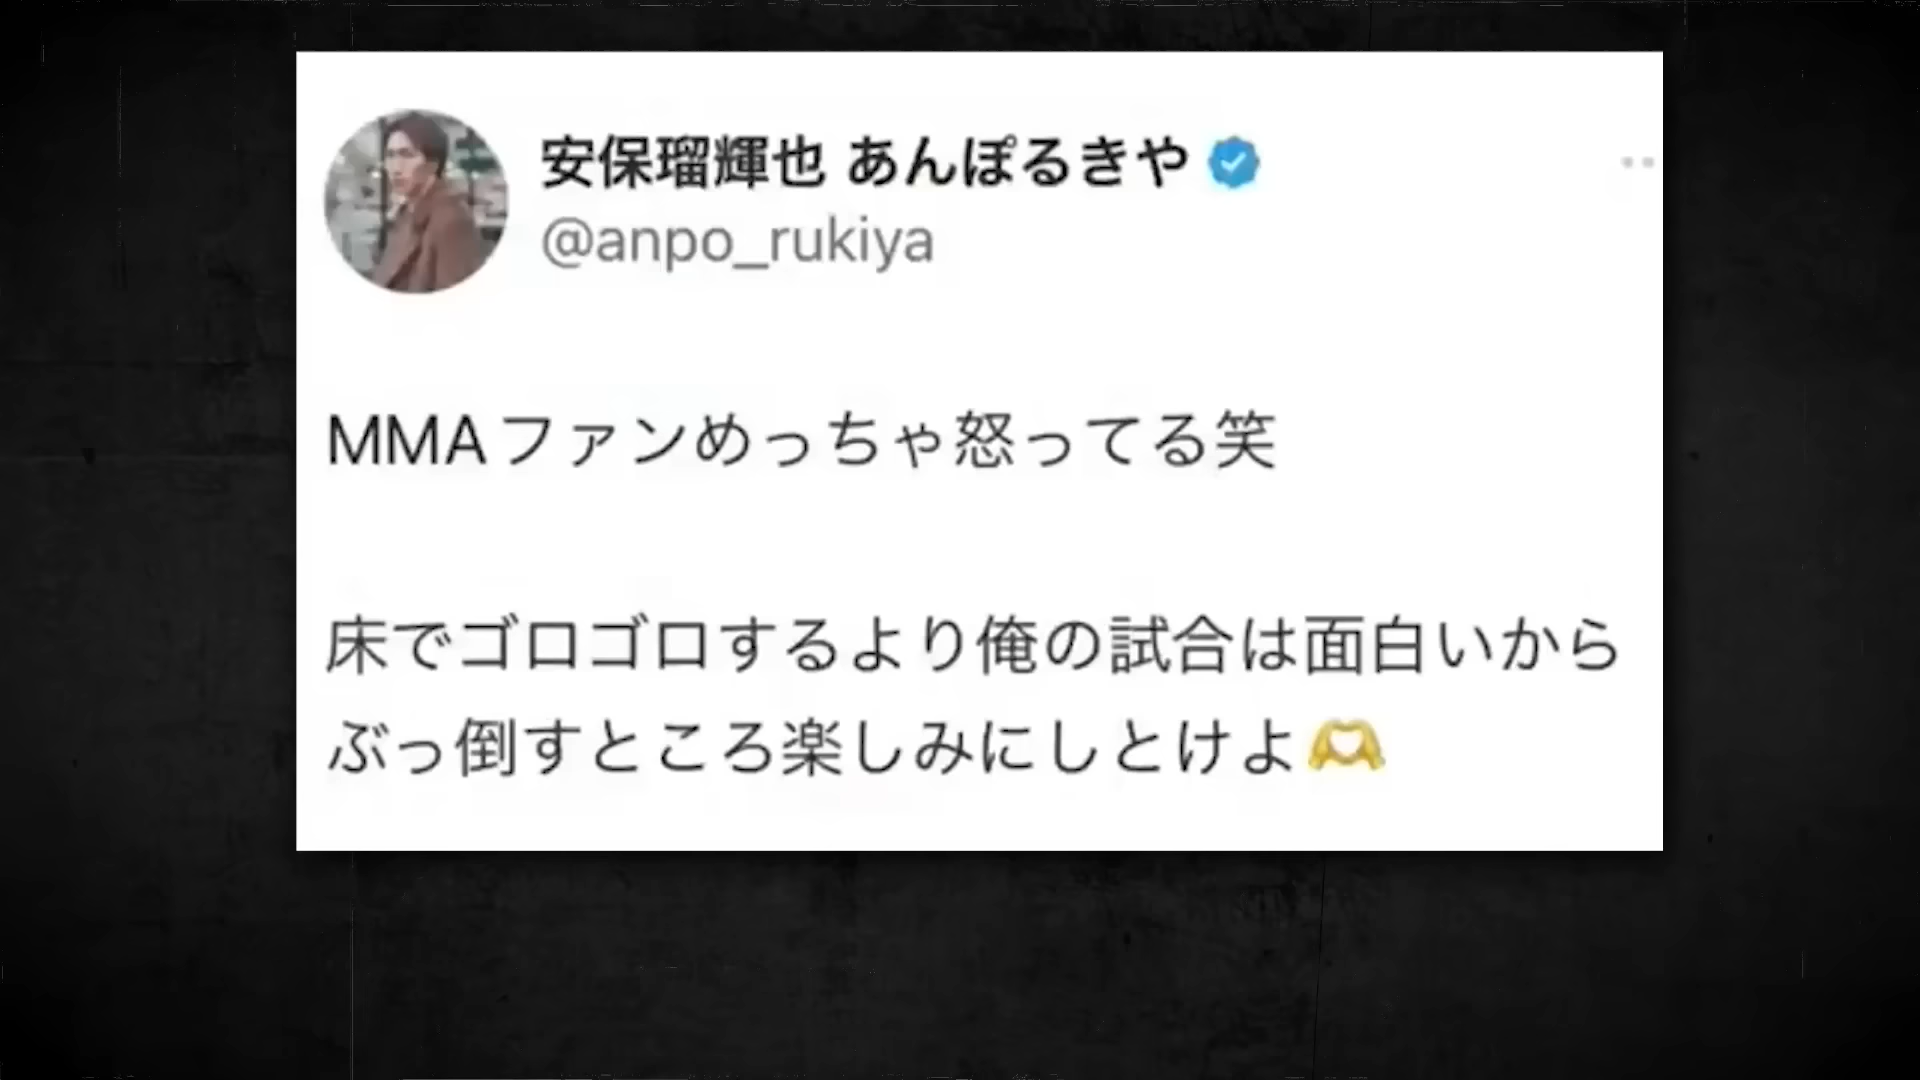 安保瑠輝也 あんぽるきや
@anpo_rukiya
MMAファンめっちゃ怒ってる笑
床でゴロゴロするより俺の試合は面白いから
ぶっ倒すところ楽しみにしとけよ🫶